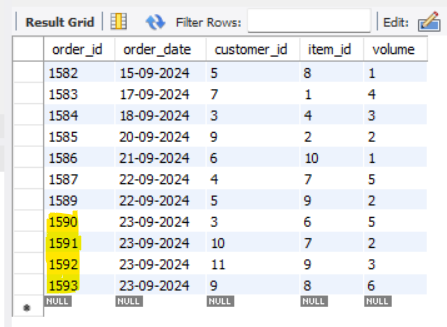 Result Grid Filter Rows: Edit:
order_id order_date customer_id item_id volume
1582 15-09-2024 5 8 1
1583 17-09-2024 7 1 4
1584 18-09-2024 3 4 3
1585 20-09-2024 9 2 2
1586 21-09-2024 6 10 1
1587 22-09-2024 4 7 5
1589 22-09-2024 5 9 2
1590 23-09-2024 3 6 5
1591 23-09-2024 10 7 2
1592 23-09-2024 11 9 3
1593 23-09-2024 9 8 6
NULL NULL NULL NULL NULL